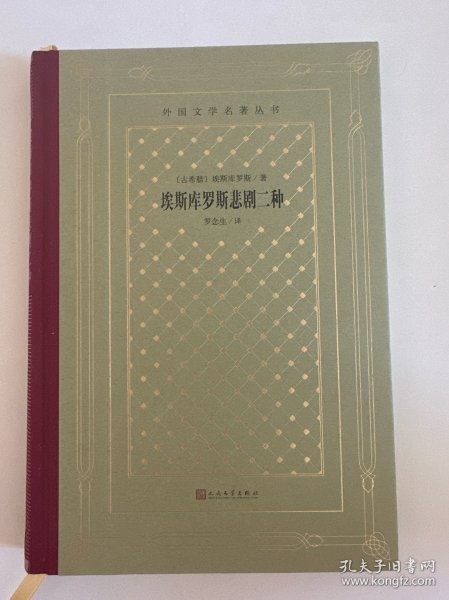 外国文学名著丛书
〔古希腊〕埃斯库罗斯/著
埃斯库罗斯悲剧二种
罗念生/译
人民文学出版社
孔夫子旧书网
www.kongfz.com